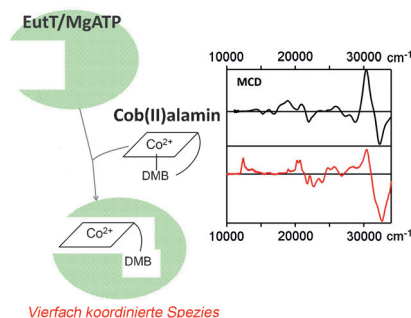 EutT/MgATP
10000 20000 30000 cm-1
MCD
Cob(II)alamin
Co2+
DMB
10000 20000 30000 cm-1
Co2+
DMB
Vierfach koordinierte Spezies